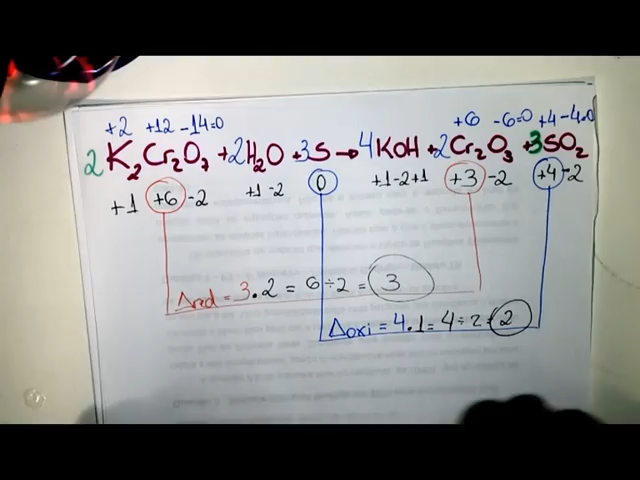 +2 +12 -14=0 +6 -6=0 +4 -4=0
2 K₂Cr₂O₇ + 2H₂O + 3S → 4KOH + 2Cr₂O₃ + 3SO₂
+1 +6 -2 +1 -2 0 +1 -2 +1 +3 -2 +4 -2
Δred = 3.2 = 6 ÷ 2 = 3
Δoxi = 4.1 = 4 ÷ 2 = 2